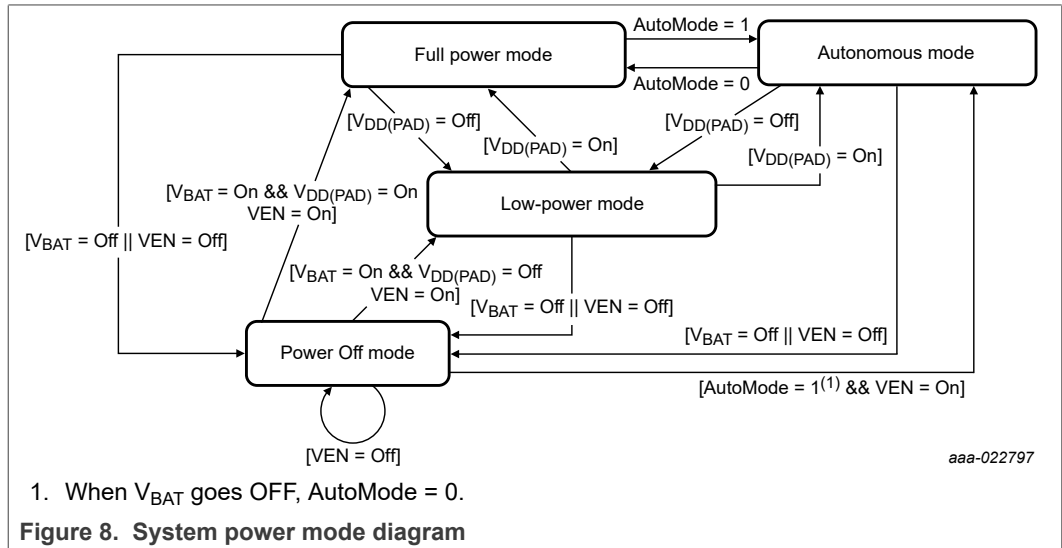 AutoMode = 1
Full power mode
Autonomous mode
AutoMode = 0
[VDD(PAD) = Off]
[VDD(PAD) = Off]
[VDD(PAD) = On]
[VDD(PAD) = On]
[VBAT = On && VDD(PAD) = On
VEN = On]
Low-power mode
[VBAT = Off || VEN = Off]
[VBAT = On && VDD(PAD) = Off
VEN = On]
[VBAT = Off || VEN = Off]
[VBAT = Off || VEN = Off]
Power Off mode
[AutoMode = 1(1) && VEN = On]
[VEN = Off]
aaa-022797
1. When VBAT goes OFF, AutoMode = 0.
Figure 8. System power mode diagram